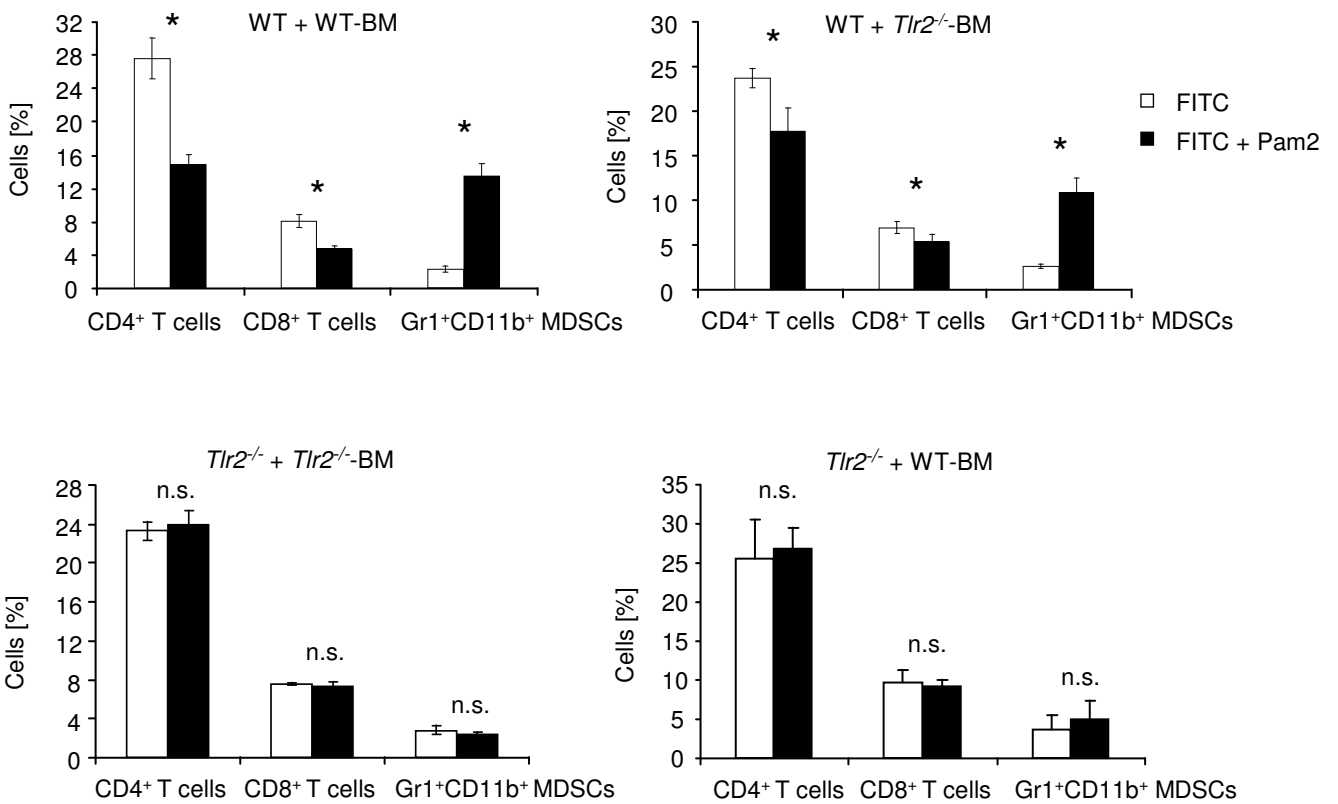 WT + WT-BM
Cells [%]
32
28
24
20
16
12
8
4
0
*
*
*
CD4⁺ T cells CD8⁺ T cells Gr1⁺CD11b⁺ MDSCs
WT + Tlr2⁻/⁻-BM
Cells [%]
30
25
20
15
10
5
0
*
*
*
CD4⁺ T cells CD8⁺ T cells Gr1⁺CD11b⁺ MDSCs
FITC
FITC + Pam2
Tlr2⁻/⁻ + Tlr2⁻/⁻-BM
Cells [%]
28
24
20
16
12
8
4
0
n.s.
n.s.
n.s.
CD4⁺ T cells CD8⁺ T cells Gr1⁺CD11b⁺ MDSCs
Tlr2⁻/⁻ + WT-BM
Cells [%]
35
30
25
20
15
10
5
0
n.s.
n.s.
n.s.
CD4⁺ T cells CD8⁺ T cells Gr1⁺CD11b⁺ MDSCs